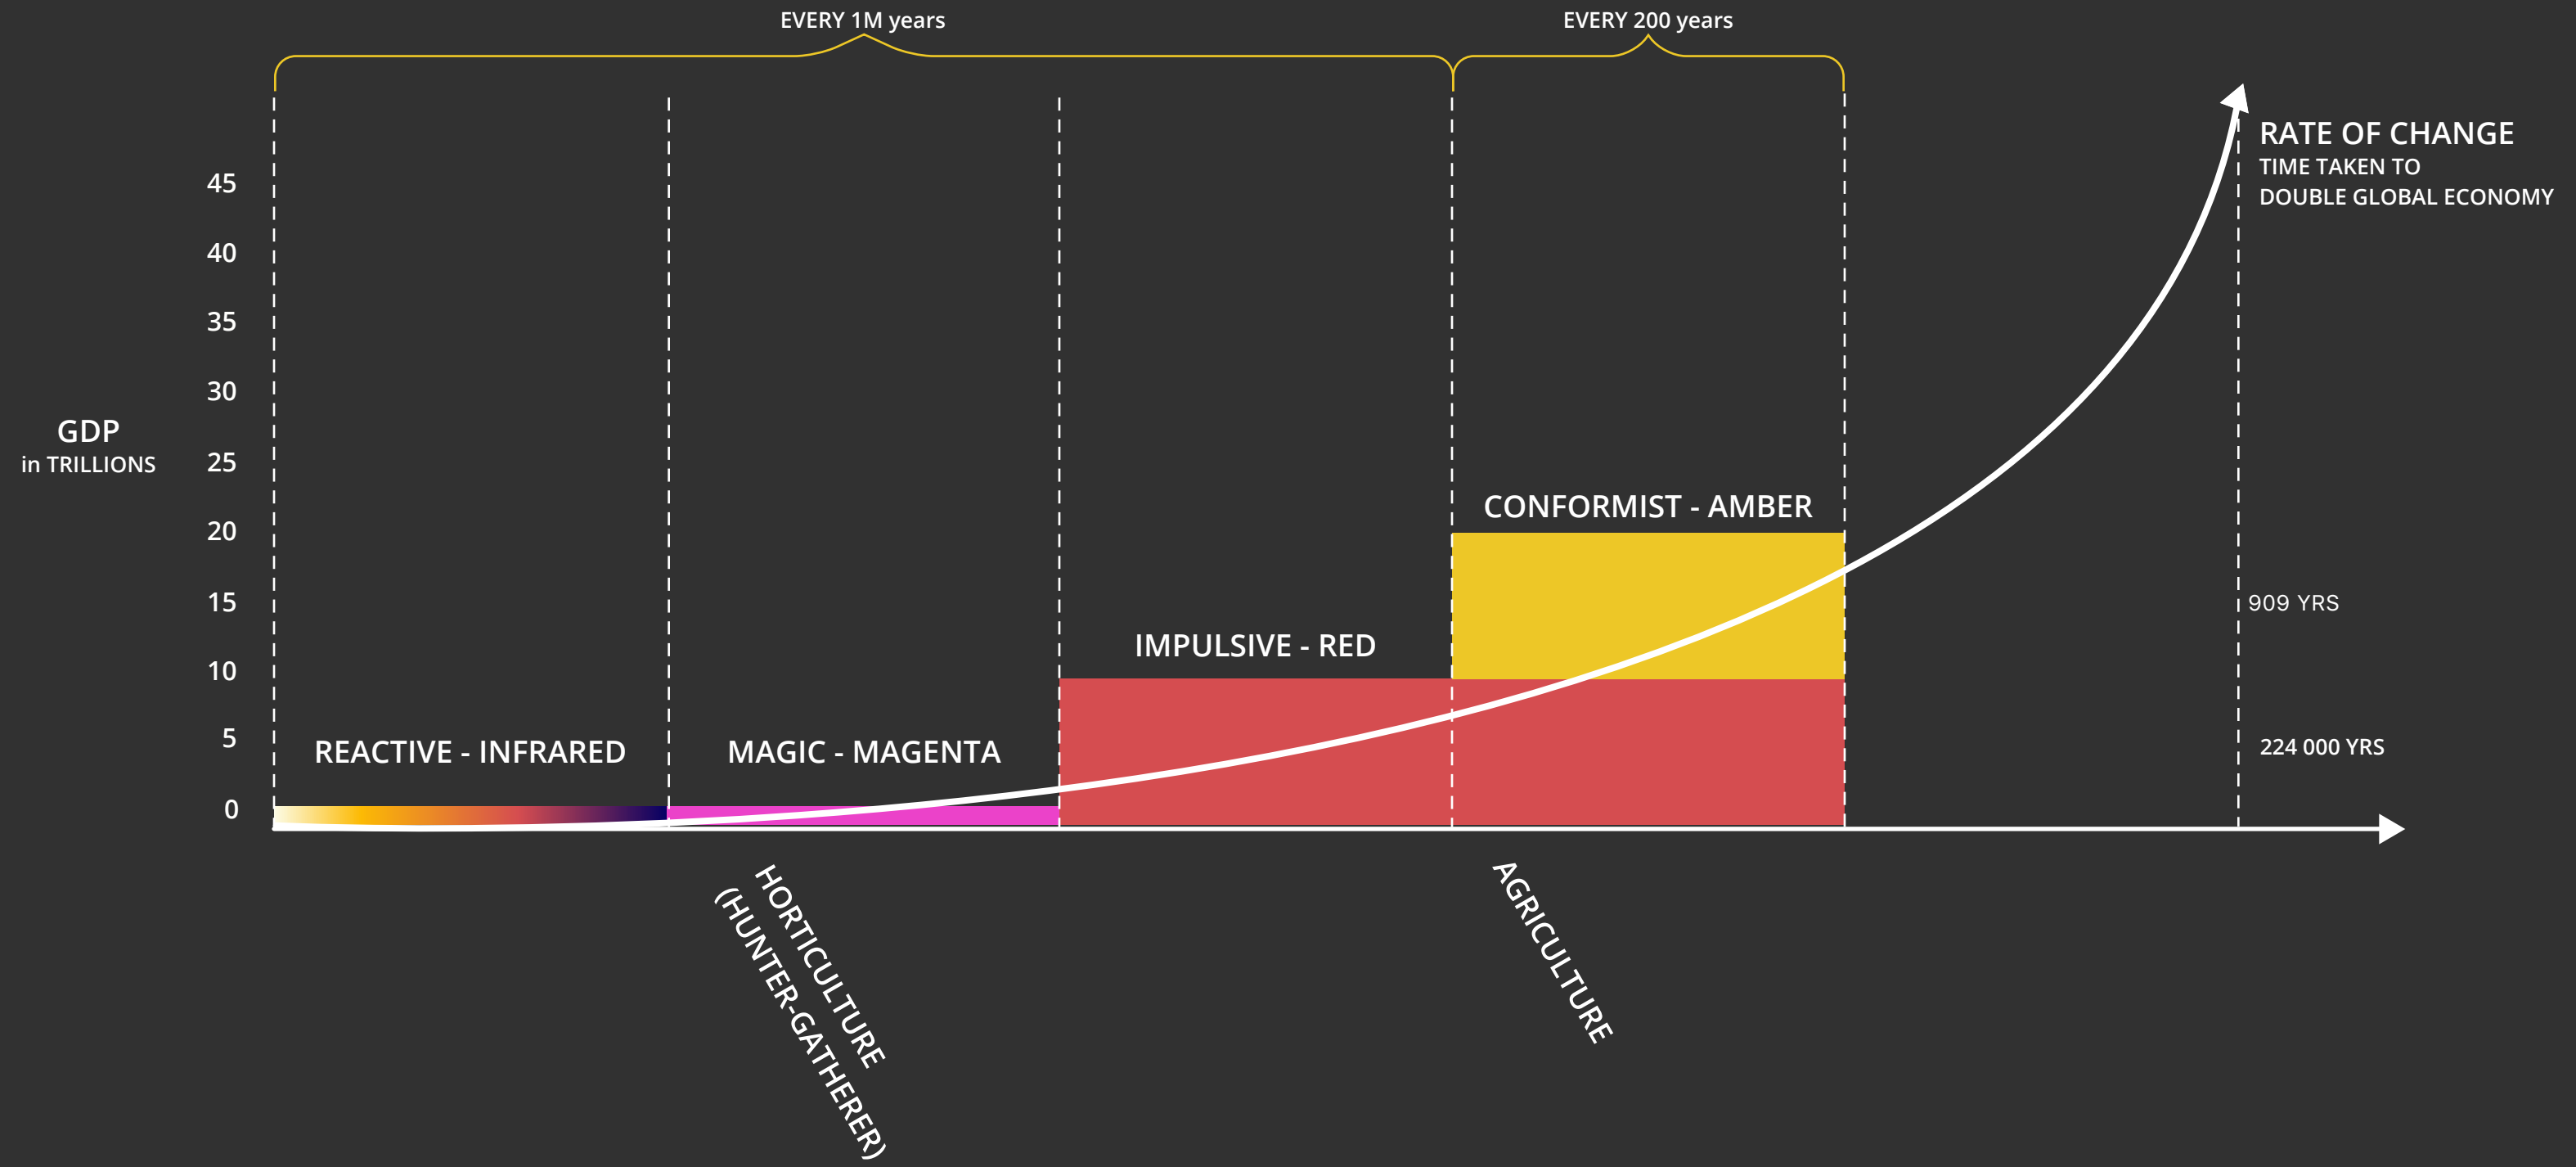 EVERY 1M years
EVERY 200 years
RATE OF CHANGE
TIME TAKEN TO
DOUBLE GLOBAL ECONOMY
45
40
35
30
GDP
in TRILLIONS
25
20
15
10
5
0
CONFORMIST - AMBER
IMPULSIVE - RED
REACTIVE - INFRARED
MAGIC - MAGENTA
909 YRS
224 000 YRS
HORTICULTURE
(HUNTER-GATHERER)
AGRICULTURE